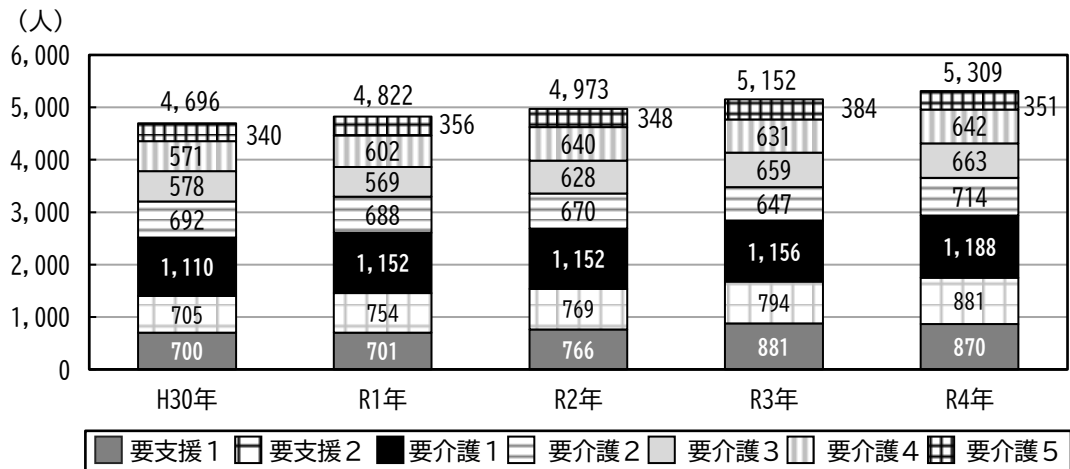 （人）
6,000
5,000
4,000
3,000
2,000
1,000
0
4,696 4,822 4,973 5,152 5,309
340 356 348 384 351
571 602 640 631 642
578 569 628 659 663
692 688 670 647 714
1,110 1,152 1,152 1,156 1,188
705 754 769 794 881
700 701 766 881 870
H30年 R1年 R2年 R3年 R4年
要支援１ 要支援２ 要介護１ 要介護２ 要介護３ 要介護４ 要介護５